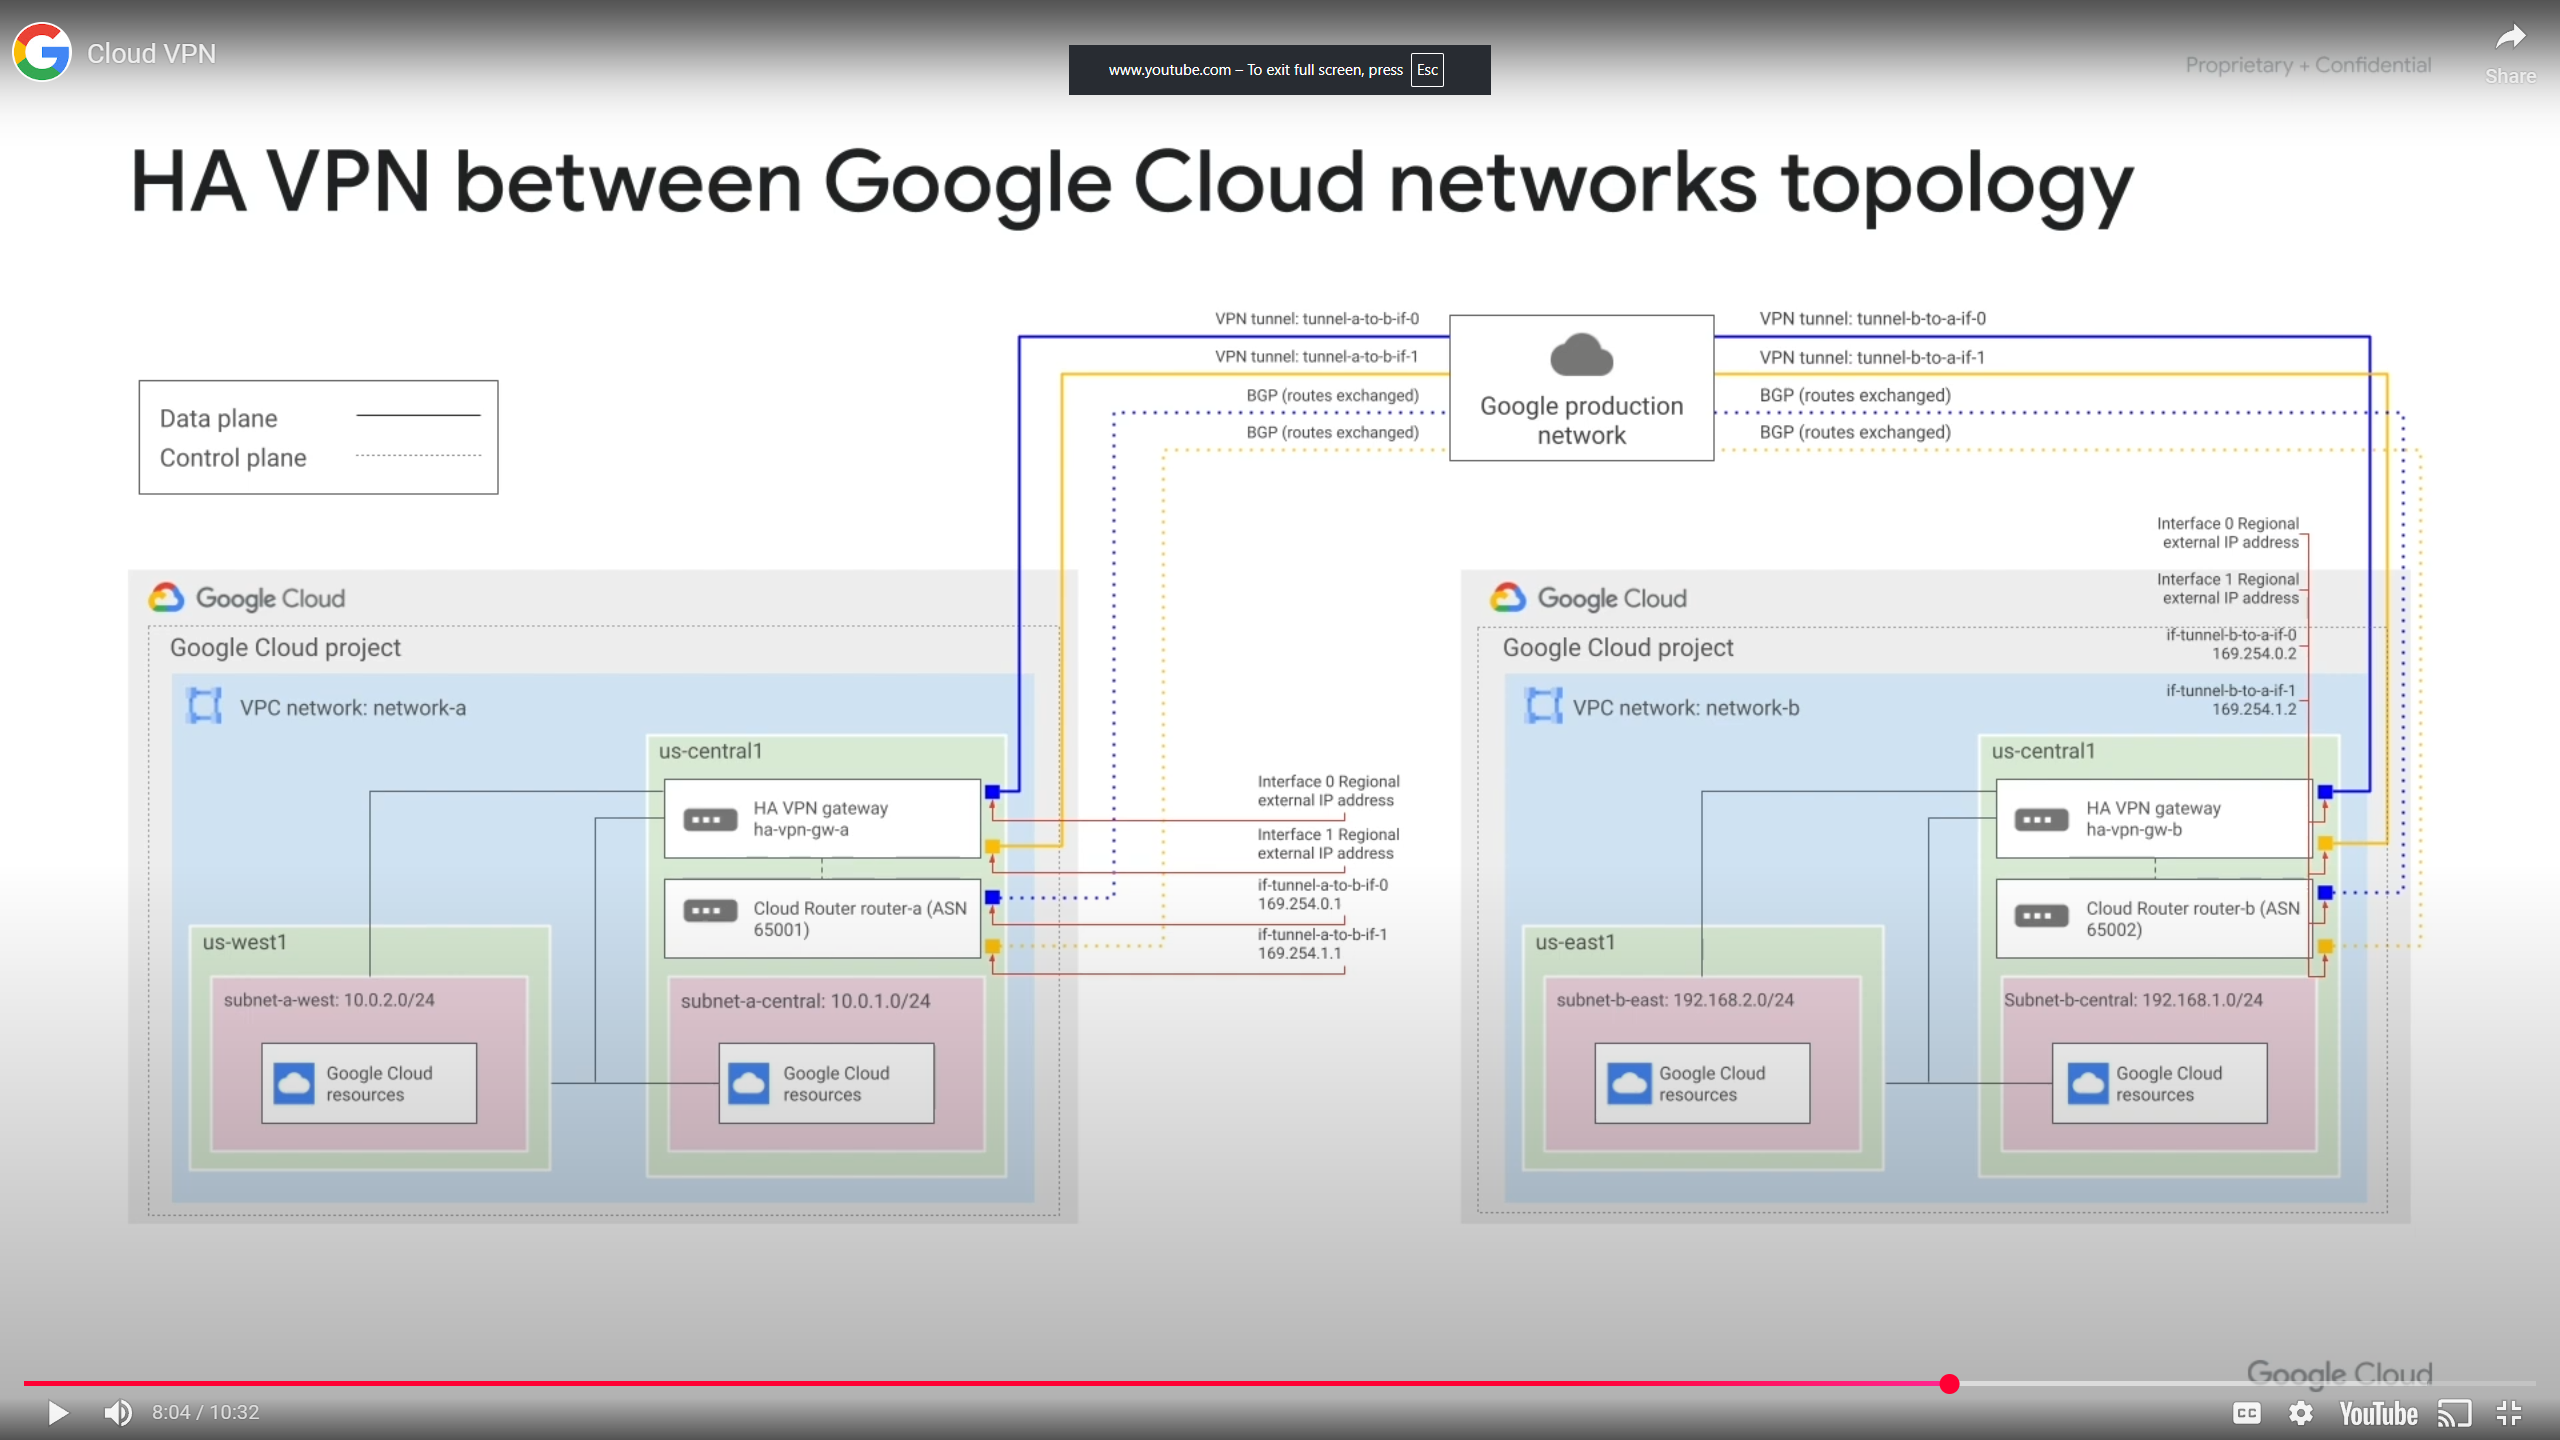 Cloud VPN
www.youtube.com – To exit full screen, press Esc
Proprietary + Confidential
Share
HA VPN between Google Cloud networks topology
Data plane
Control plane
VPN tunnel: tunnel-a-to-b-if-0
VPN tunnel: tunnel-a-to-b-if-1
BGP (routes exchanged)
BGP (routes exchanged)
Google production
network
VPN tunnel: tunnel-b-to-a-if-0
VPN tunnel: tunnel-b-to-a-if-1
BGP (routes exchanged)
BGP (routes exchanged)
Google Cloud
Google Cloud project
VPC network: network-a
us-central1
HA VPN gateway
ha-vpn-gw-a
Cloud Router router-a (ASN
65001)
us-west1
subnet-a-west: 10.0.2.0/24
Google Cloud
resources
subnet-a-central: 10.0.1.0/24
Google Cloud
resources
Interface 0 Regional
external IP address
Interface 1 Regional
external IP address
if-tunnel-a-to-b-if-0
169.254.0.1
if-tunnel-a-to-b-if-1
169.254.1.1
Interface 0 Regional
external IP address
Interface 1 Regional
external IP address
if-tunnel-b-to-a-if-0
169.254.0.2
if-tunnel-b-to-a-if-1
169.254.1.2
Google Cloud
Google Cloud project
VPC network: network-b
us-central1
HA VPN gateway
ha-vpn-gw-b
Cloud Router router-b (ASN
65002)
us-east1
subnet-b-east: 192.168.2.0/24
Google Cloud
resources
Subnet-b-central: 192.168.1.0/24
Google Cloud
resources
Google Cloud
8:04 / 10:32
CC
YouTube